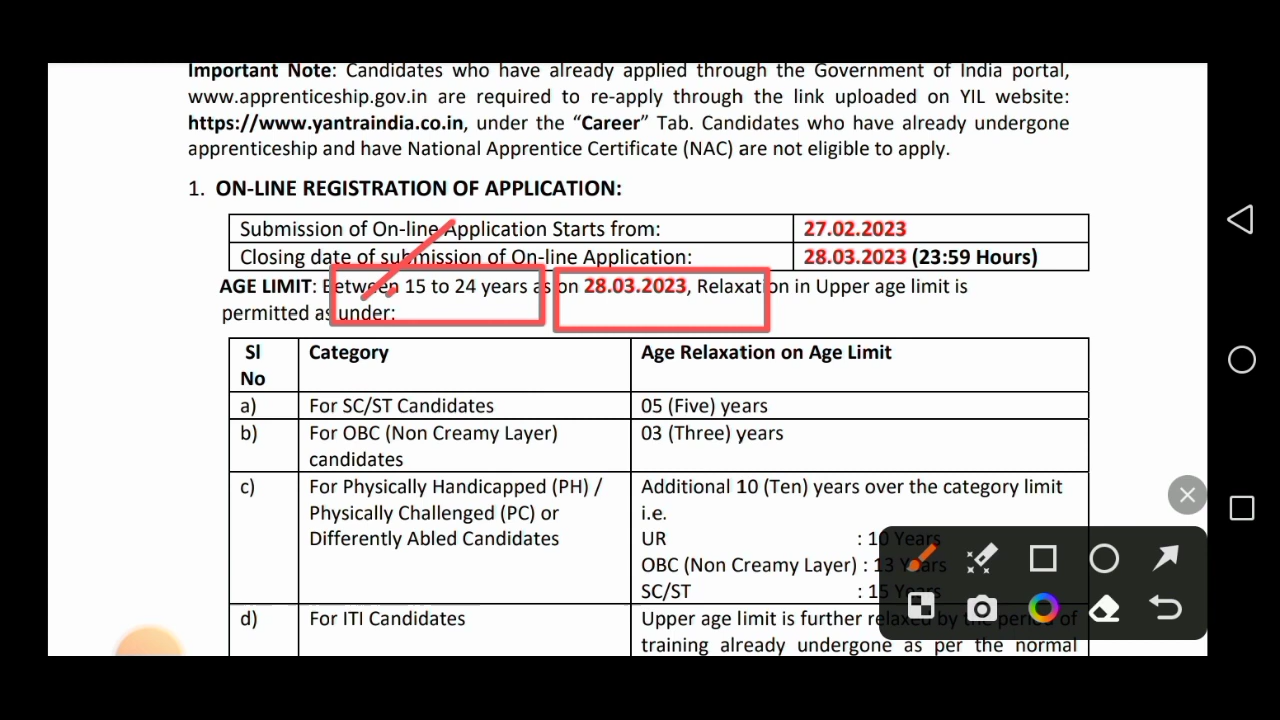 Important Note: Candidates who have already applied through the Government of India portal,
www.apprenticeship.gov.in are required to re-apply through the link uploaded on YIL website:
https://www.yantraindia.co.in, under the “Career” Tab. Candidates who have already undergone
apprenticeship and have National Apprentice Certificate (NAC) are not eligible to apply.
1. ON-LINE REGISTRATION OF APPLICATION:
Submission of On-line Application Starts from: 27.02.2023
Closing date of submission of On-line Application: 28.03.2023 (23:59 Hours)
AGE LIMIT: Between 15 to 24 years as on 28.03.2023, Relaxation in Upper age limit is
permitted as under:
Sl No Category Age Relaxation on Age Limit
a) For SC/ST Candidates 05 (Five) years
b) For OBC (Non Creamy Layer) 03 (Three) years
candidates
c) For Physically Handicapped (PH) / Additional 10 (Ten) years over the category limit
Physically Challenged (PC) or i.e.
Differently Abled Candidates UR : 10 Years
OBC (Non Creamy Layer) : 13 Years
SC/ST : 15 Years
d) For ITI Candidates Upper age limit is further relaxed by the period of
training already undergone as per the normal